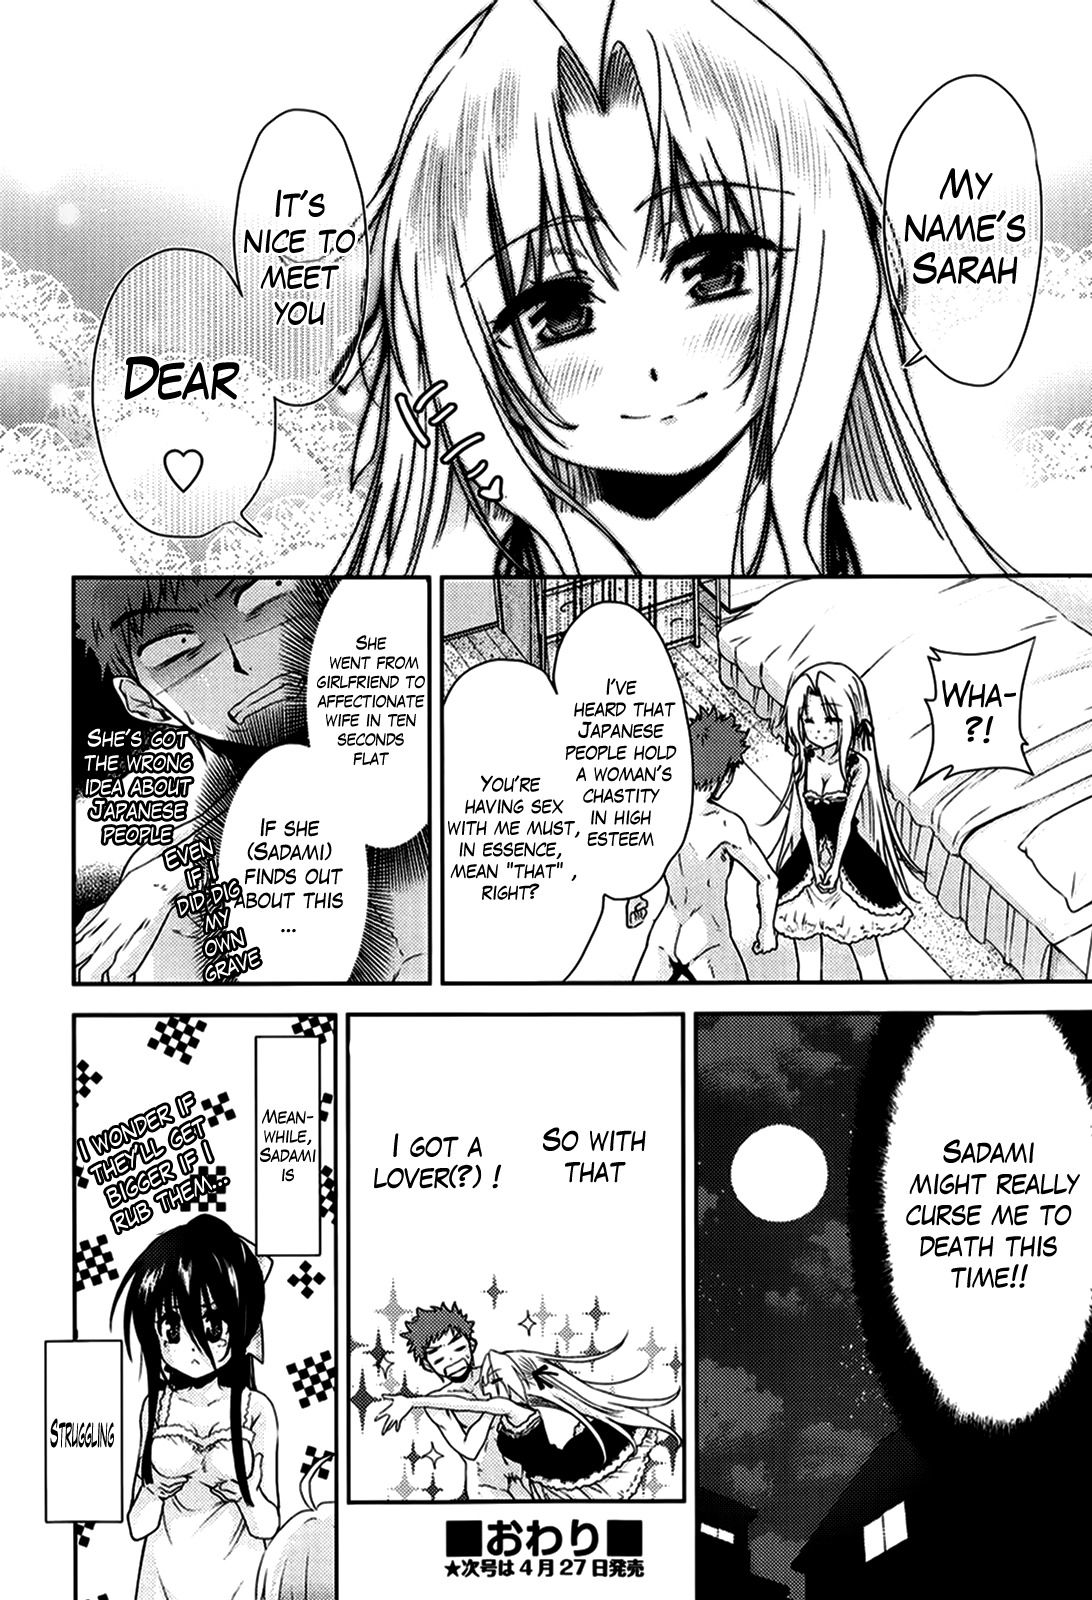 MY
NAME'S
SARAH
IT'S
NICE TO
MEET
YOU
DEAR
♡
WHA-
?!
I'VE
HEARD THAT
JAPANESE
PEOPLE HOLD
A WOMAN'S
CHASTITY
IN HIGH
ESTEEM
YOU'RE
HAVING SEX
WITH ME MUST,
IN ESSENCE,
MEAN "THAT" ,
RIGHT?
SHE
WENT FROM
GIRLFRIEND TO
AFFECTIONATE
WIFE IN TEN
SECONDS
FLAT
IF SHE
(SADAMI)
FINDS OUT
ABOUT THIS
...
SHE'S GOT
THE WRONG
IDEA ABOUT
JAPANESE
PEOPLE
EVEN
IF I
DID DIG
MY
OWN
GRAVE
SADAMI
MIGHT REALLY
CURSE ME TO
DEATH THIS
TIME!!
SO WITH
THAT
I GOT A
LOVER(?) !
MEAN-
WHILE,
SADAMI
IS
I WONDER IF
THEY'LL GET
BIGGER IF I
RUB THEM...
STRUGGLING
■おわり■
★次号は4月27日発売